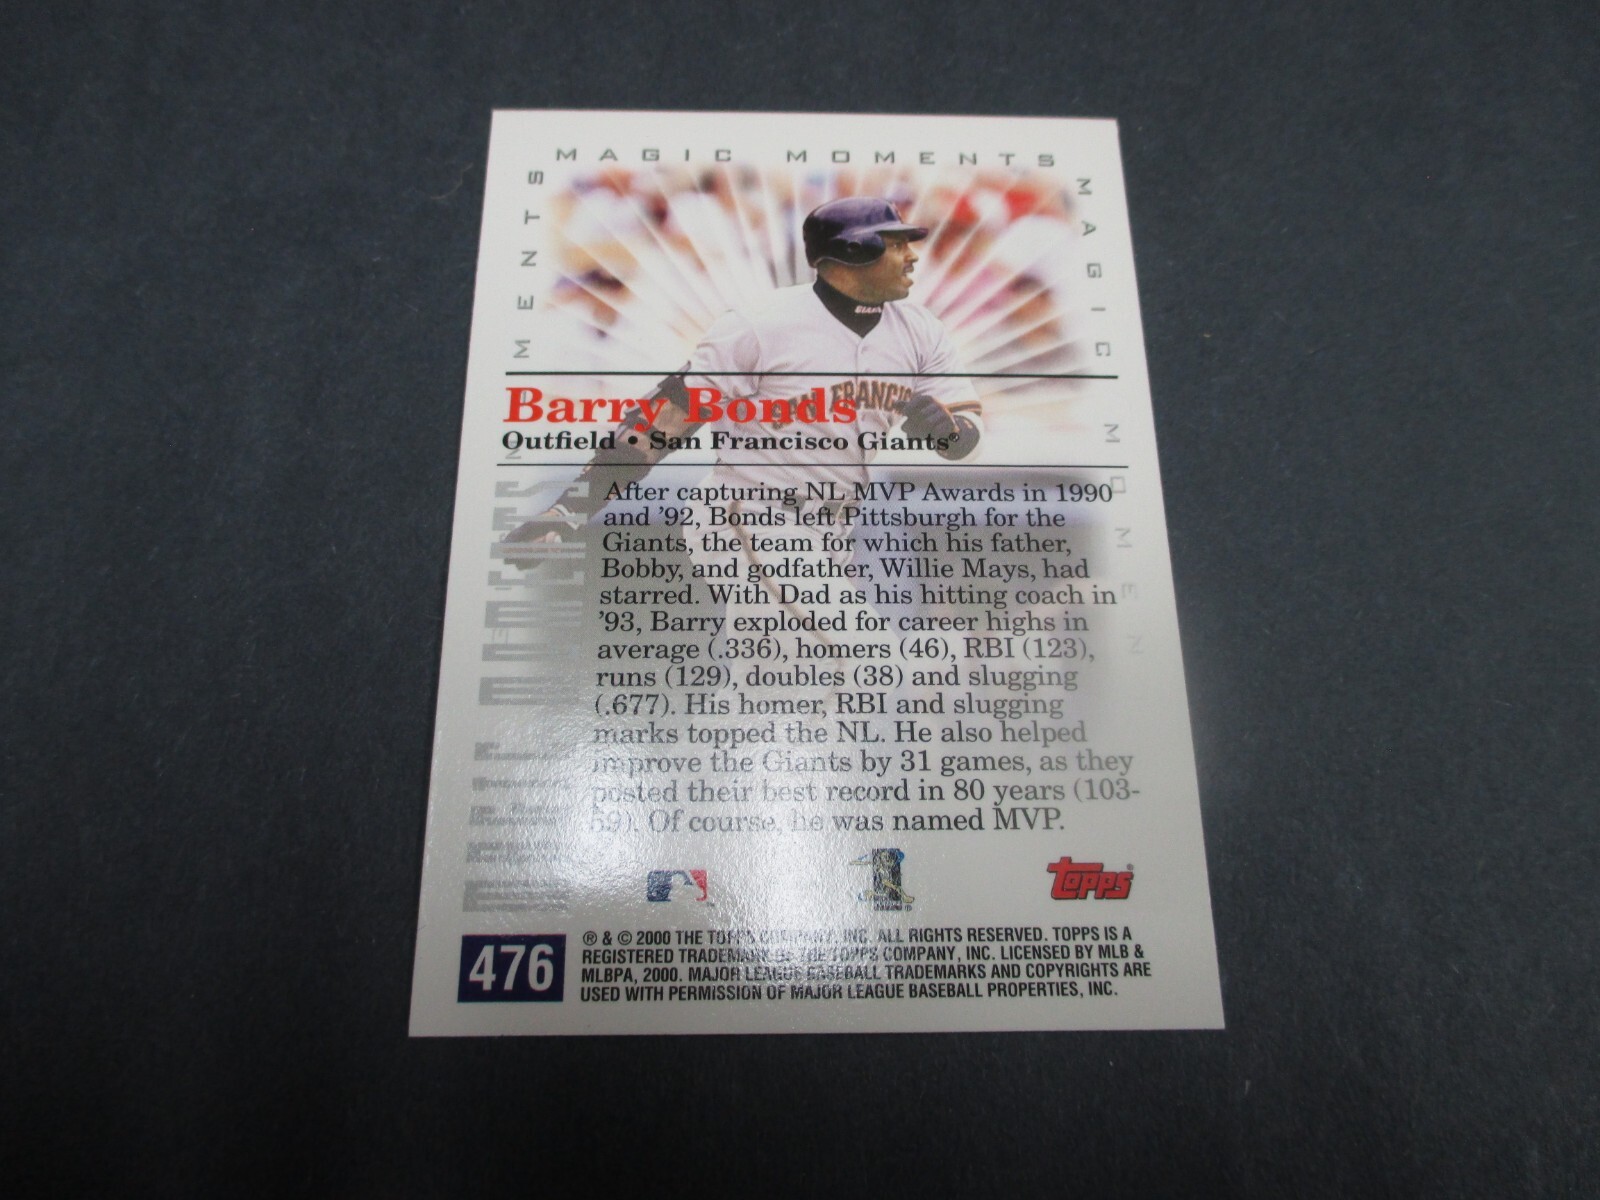 MAGIC MOMENTS
MENTS
MAGIC MOMEN
Barry Bonds
Outfield • San Francisco Giants®
After capturing NL MVP Awards in 1990
and ’92, Bonds left Pittsburgh for the
Giants, the team for which his father,
Bobby, and godfather, Willie Mays, had
starred. With Dad as his hitting coach in
’93, Barry exploded for career highs in
average (.336), homers (46), RBI (123),
runs (129), doubles (38) and slugging
(.677). His homer, RBI and slugging
marks topped the NL. He also helped
improve the Giants by 31 games, as they
posted their best record in 80 years (103-
59). Of course, he was named MVP.
Topps®
476
® & © 2000 THE TOPPS COMPANY, INC. ALL RIGHTS RESERVED. TOPPS IS A
REGISTERED TRADEMARK OF THE TOPPS COMPANY, INC. LICENSED BY MLB &
MLBPA, 2000. MAJOR LEAGUE BASEBALL TRADEMARKS AND COPYRIGHTS ARE
USED WITH PERMISSION OF MAJOR LEAGUE BASEBALL PROPERTIES, INC.